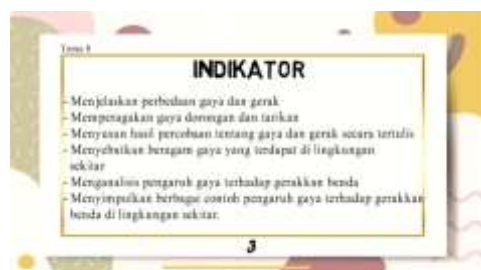 Tema 8
INDIKATOR
- Menjelaskan perbedaan gaya dan gerak
- Memperagakan gaya dorongan dan tarikan
- Menyusun hasil percobaan tentang gaya dan gerak secara tertulis
- Menyebutkan beragam gaya yang terdapat di lingkungan
sekitar
- Menganalisis pengaruh gaya terhadap gerakkan benda
- Menyimpulkan berbagai contoh pengaruh gaya terhadap gerakkan
benda di lingkungan sekitar.
3